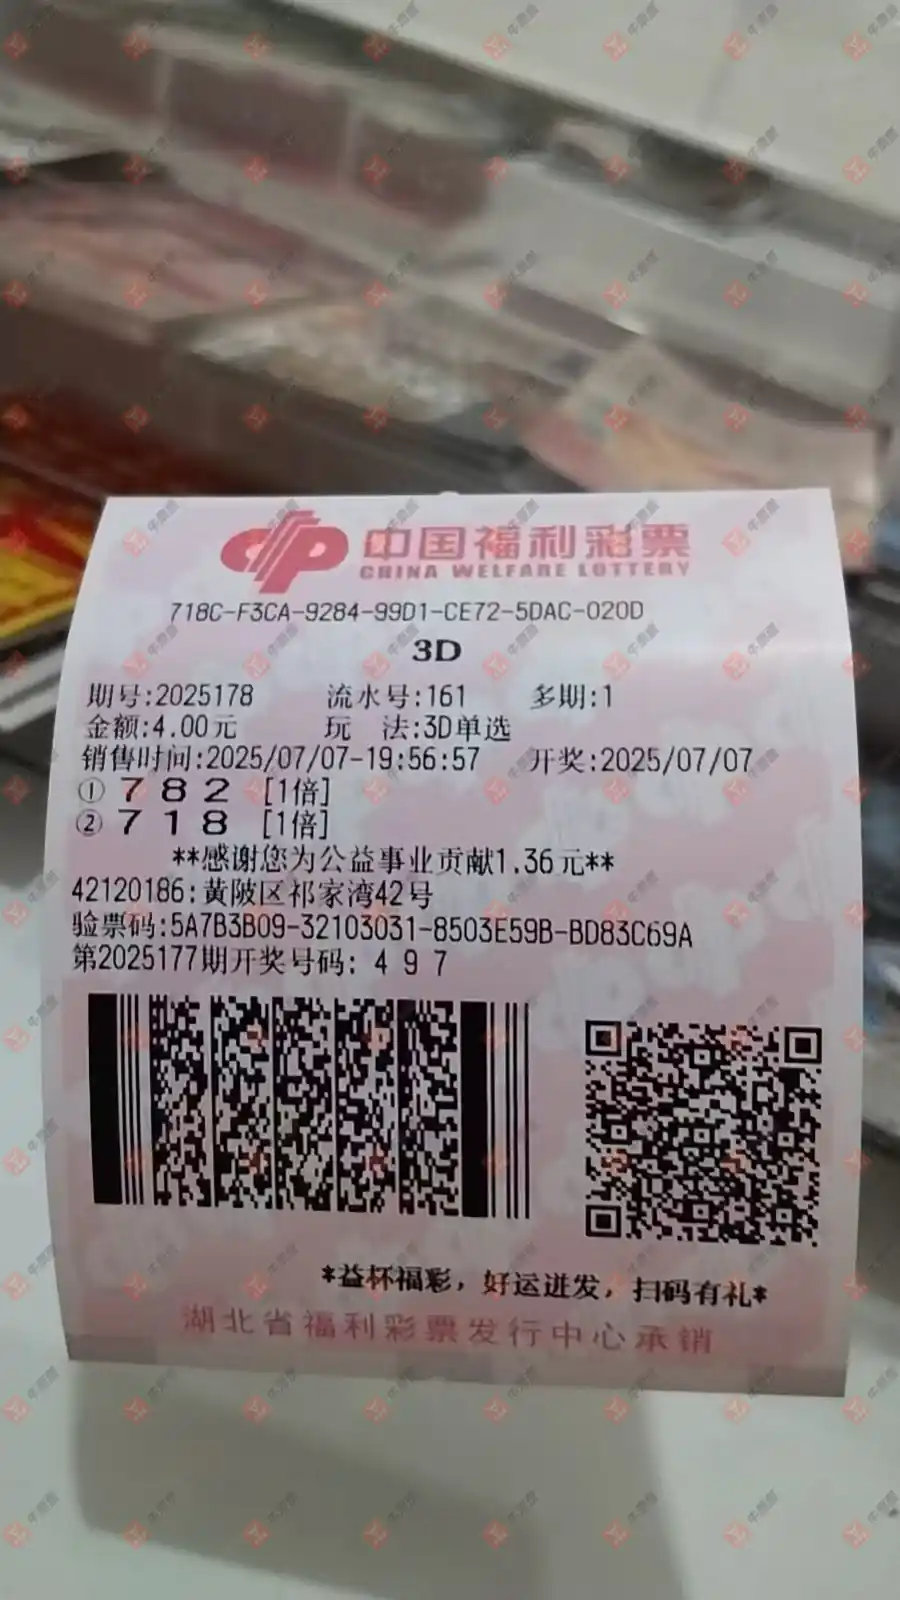 中国福利彩票
CHINA WELFARE LOTTERY
718C-F3CA-9284-99D1-CE72-5DAC-020D
3D
期号:2025178 流水号:161 多期:1
金额:4.00元 玩 法:3D单选
销售时间:2025/07/07-19:56:57 开奖:2025/07/07
① 7 8 2 [1倍]
② 7 1 8 [1倍]
**感谢您为公益事业贡献1.36元**
42120186:黄陂区祁家湾42号
验票码:5A7B3B09-32103031-8503E59B-BD83C69A
第2025177期开奖号码: 4 9 7
*益杯福彩，好运迸发，扫码有礼*
湖北省福利彩票发行中心承销